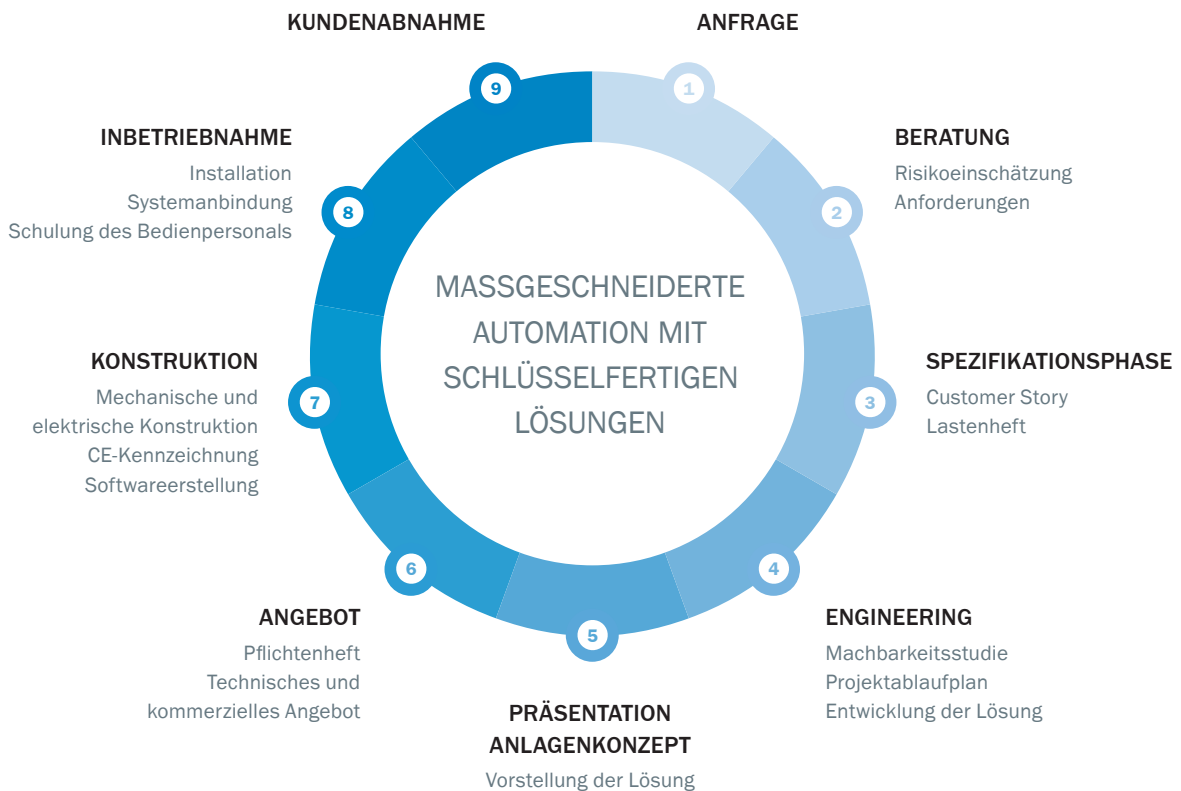 ANFRAGE
1
BERATUNG
Risikoeinschätzung
Anforderungen
2
SPEZIFIKATIONSPHASE
Customer Story
Lastenheft
3
ENGINEERING
Machbarkeitsstudie
Projektablaufplan
Entwicklung der Lösung
4
PRÄSENTATION
ANLAGENKONZEPT
Vorstellung der Lösung
5
ANGEBOT
Pflichtenheft
Technisches und
kommerzielles Angebot
6
KONSTRUKTION
Mechanische und
elektrische Konstruktion
CE-Kennzeichnung
Softwareerstellung
7
INBETRIEBNAHME
Installation
Systemanbindung
Schulung des Bedienpersonals
8
KUNDENABNAHME
9
MASSGESCHNEIDERTE
AUTOMATION MIT
SCHLÜSSELFERTIGEN
LÖSUNGEN